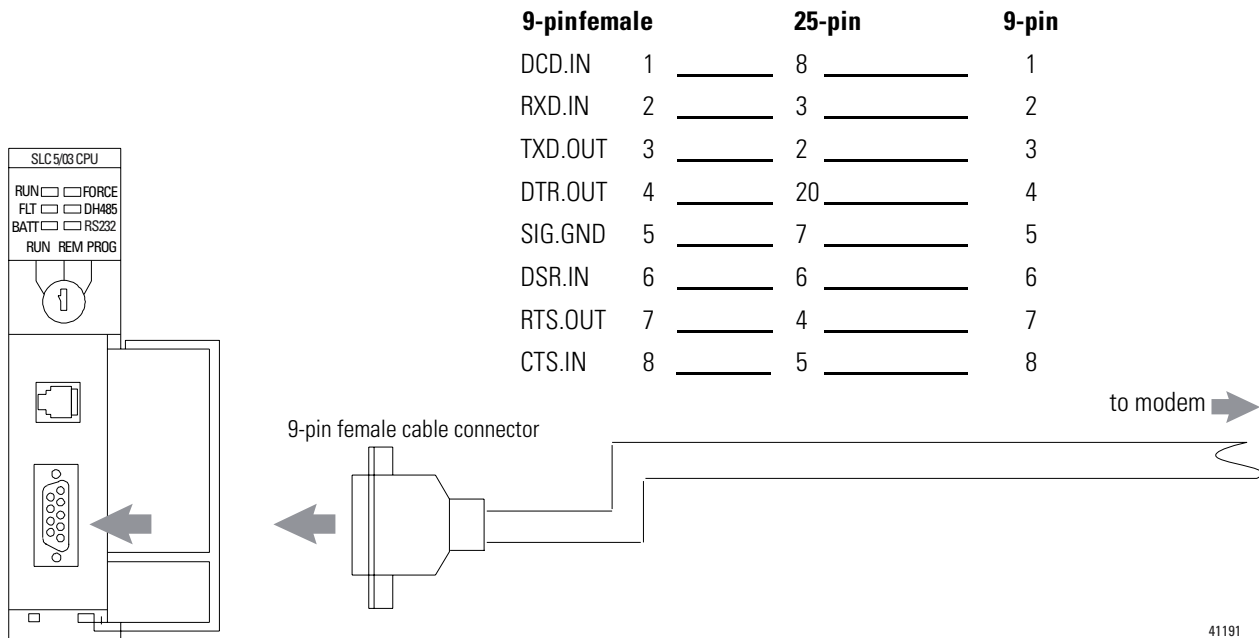 9-pinfemale 25-pin 9-pin
DCD.IN 1 8 1
RXD.IN 2 3 2
TXD.OUT 3 2 3
DTR.OUT 4 20 4
SIG.GND 5 7 5
DSR.IN 6 6 6
RTS.OUT 7 4 7
CTS.IN 8 5 8
SLC 5/03 CPU
RUN FORCE
FLT DH485
BATT RS232
RUN REM PROG
to modem
9-pin female cable connector
41191